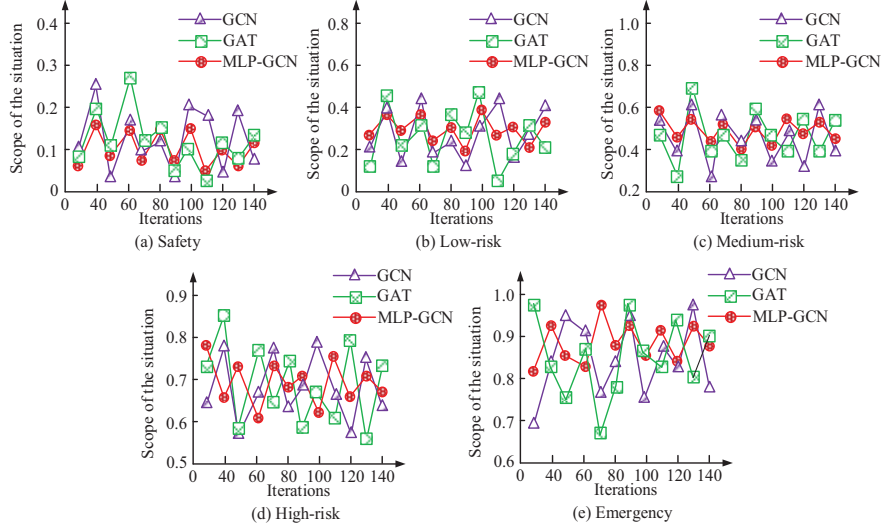 GCN
GAT
MLP-GCN
Scope of the situation
0.4
0.3
0.2
0.1
0
0 20 40 60 80 100 120 140
Iterations
(a) Safety
GCN
GAT
MLP-GCN
Scope of the situation
0.8
0.6
0.4
0.2
0
0 20 40 60 80 100 120 140
Iterations
(b) Low-risk
GCN
GAT
MLP-GCN
Scope of the situation
1.0
0.8
0.6
0.4
0.2
0 20 40 60 80 100 120 140
Iterations
(c) Medium-risk
GCN
GAT
MLP-GCN
Scope of the situation
0.9
0.8
0.7
0.6
0.5
0 20 40 60 80 100 120 140
Iterations
(d) High-risk
GCN
GAT
MLP-GCN
Scope of the situation
1.0
0.9
0.8
0.7
0.6
0 20 40 60 80 100 120 140
Iterations
(e) Emergency